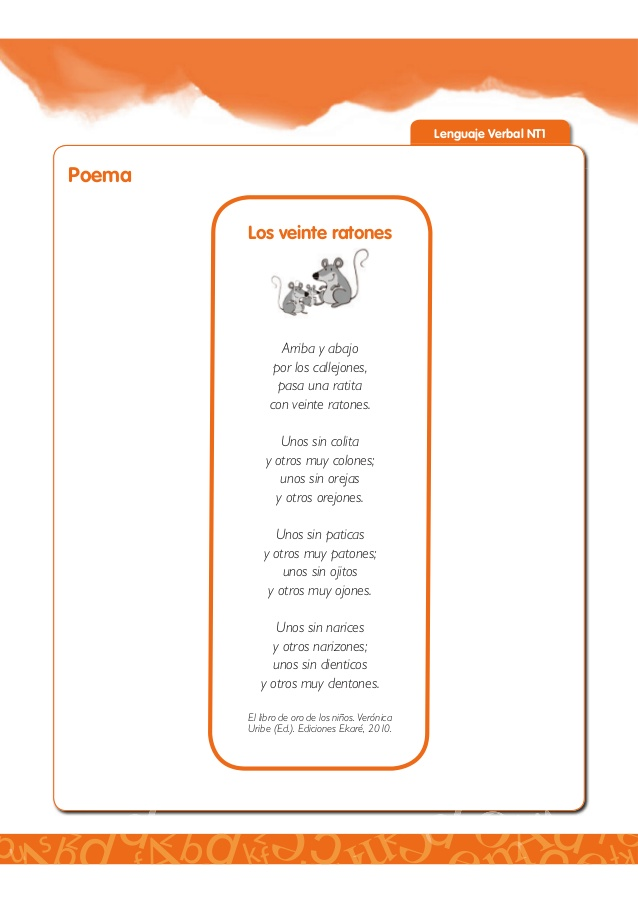 Lenguaje Verbal NT1
Poema
Los veinte ratones
Arriba y abajo
por los callejones,
pasa una ratita
con veinte ratones.
Unos sin colita
y otros muy colones;
unos sin orejas
y otros orejones.
Unos sin paticas
y otros muy patones;
unos sin ojitos
y otros muy ojones.
Unos sin narices
y otros narizones;
unos sin dienticos
y otros muy dentones.
El libro de oro de los niños. Verónica
Uribe (Ed.). Ediciones Ekaré, 2010.